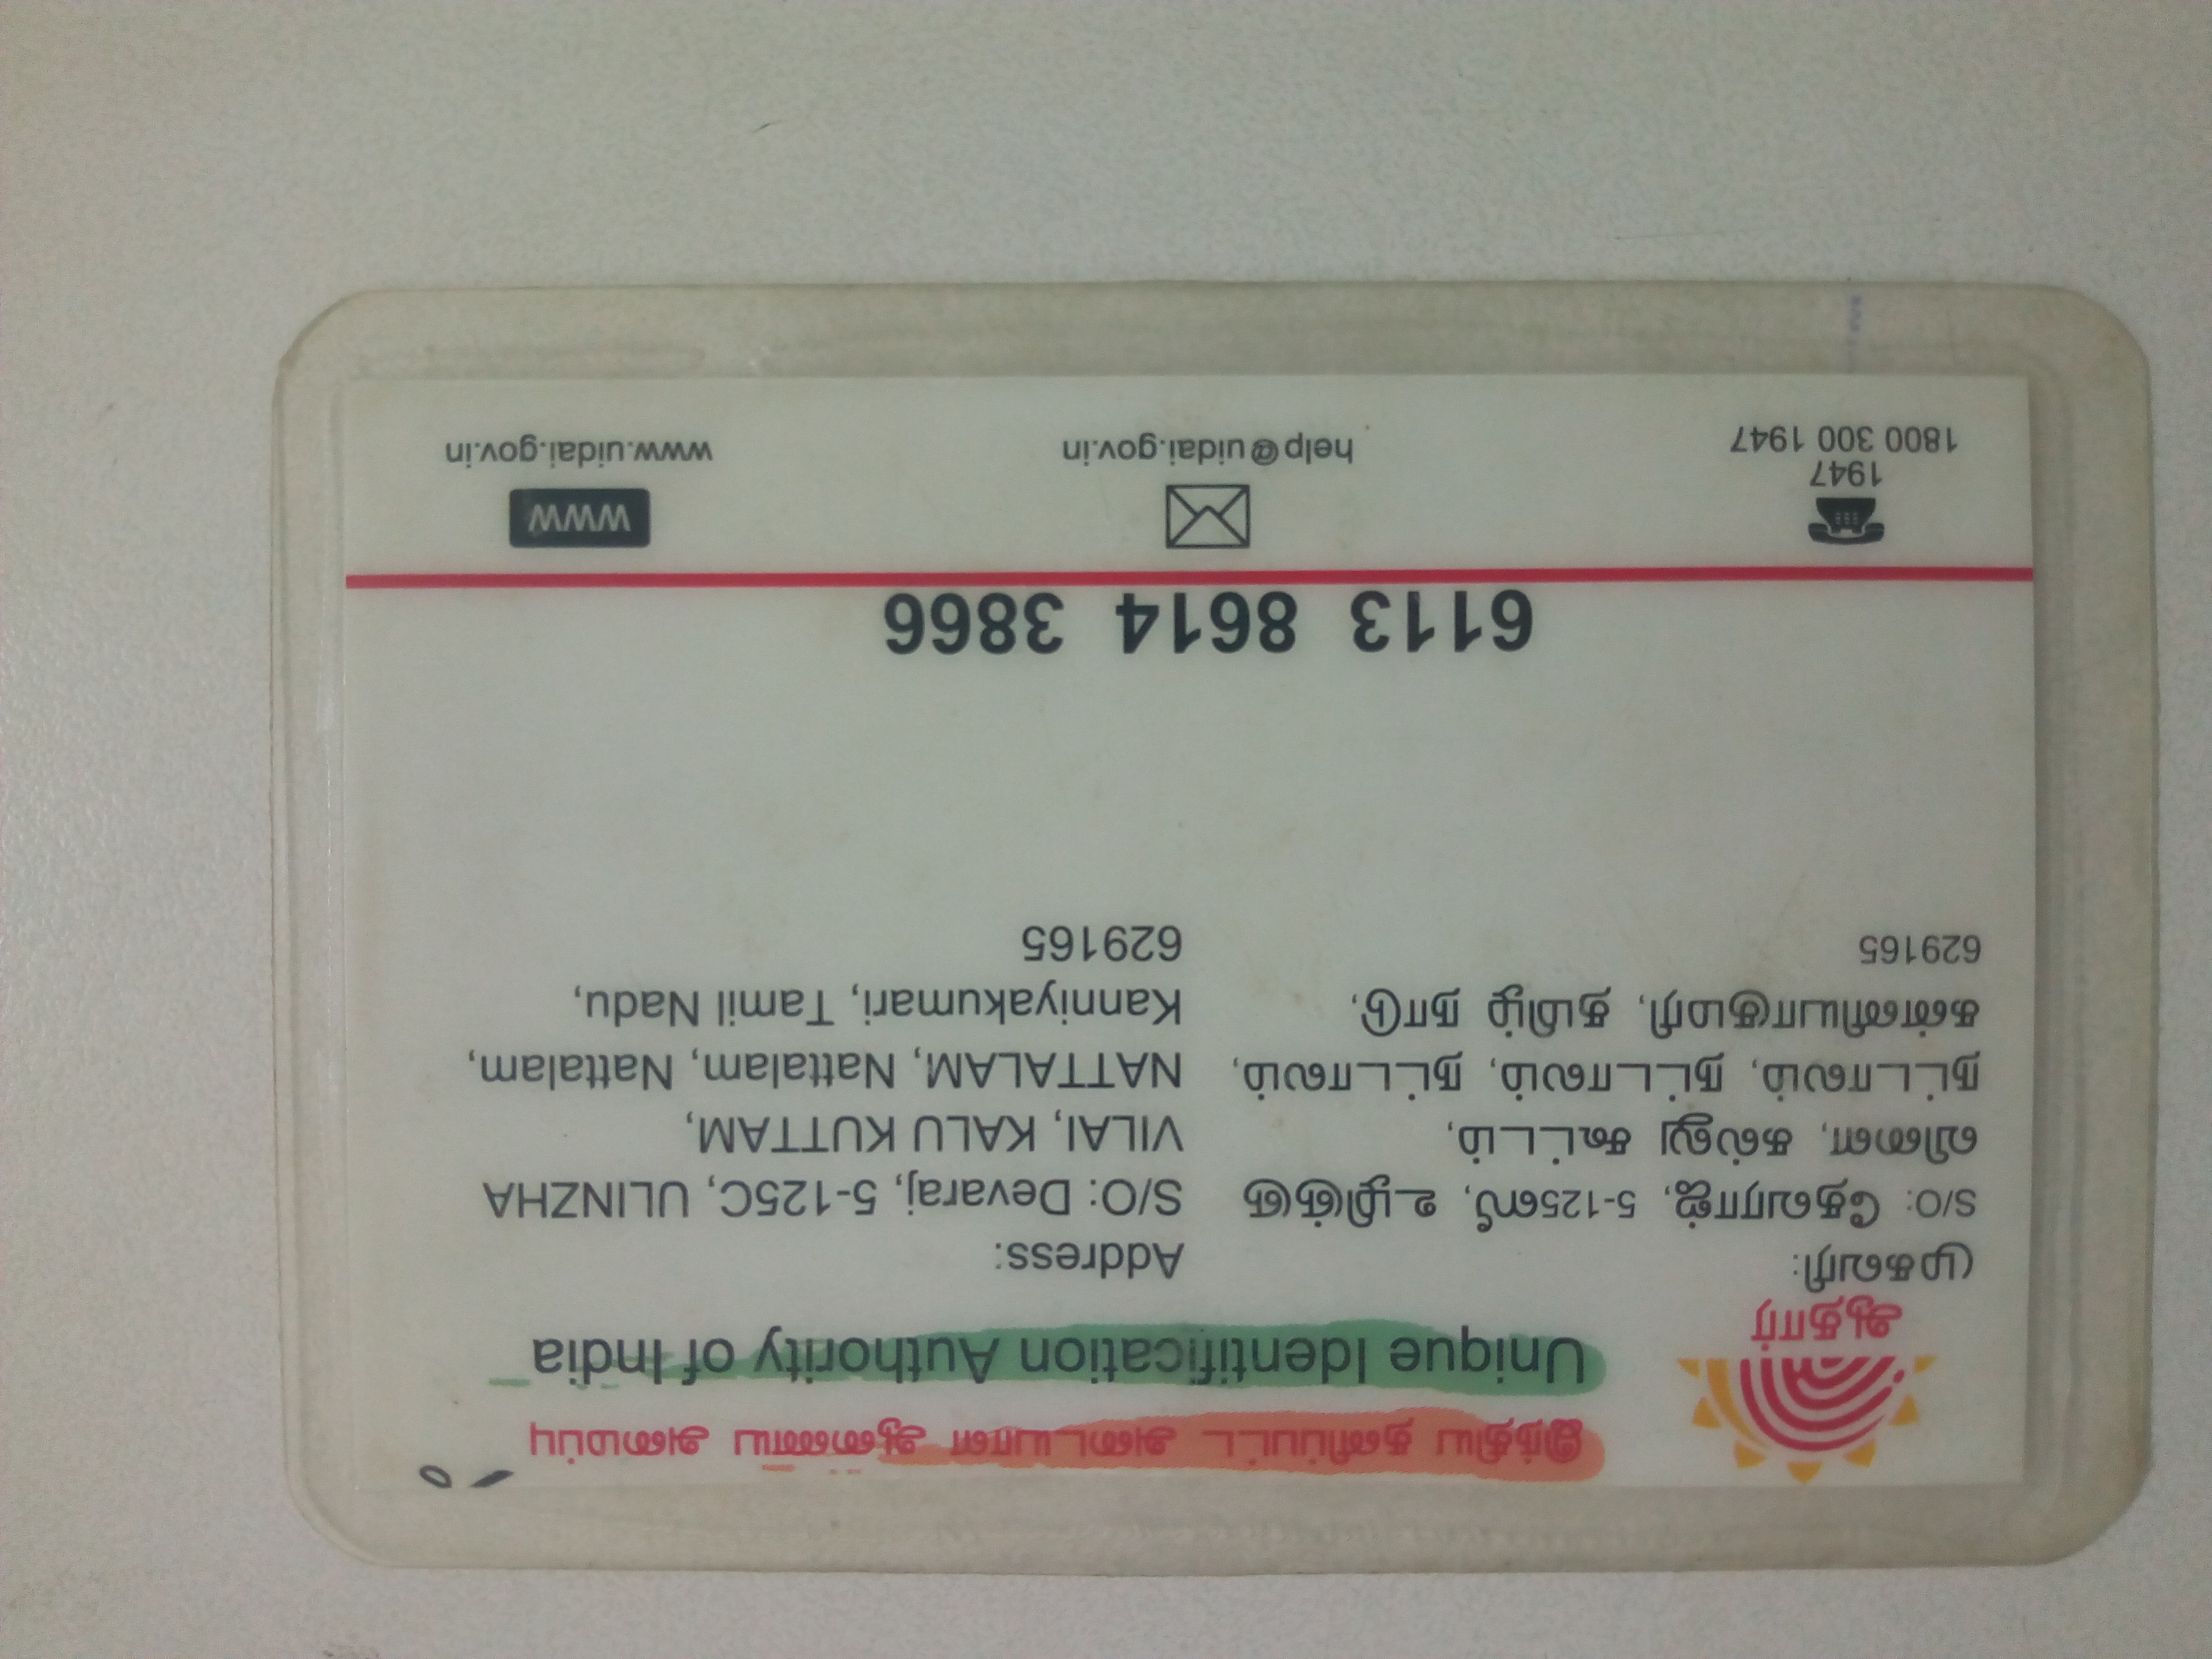 இந்திய தனிப்பட்ட அடையாள ஆணைய அமைப்பு
Unique Identification Authority of India
ஆதார்
முகவரி:
S/O: தேவராஜ், 5-125ஸீ, உழிஞ்சு
விளை, கல்லு கூட்டம்,
நட்டாலம், நட்டாலம், நட்டாலம்,
கன்னியாகுமரி, தமிழ் நாடு,
629165
Address:
S/O: Devaraj, 5-125C, ULINZHA
VILAI, KALU KUTTAM,
NATTALAM, Nattalam, Nattalam,
Kanniyakumari, Tamil Nadu,
629165
6113 8614 3866
1947
1800 300 1947
help@uidai.gov.in
WWW
www.uidai.gov.in